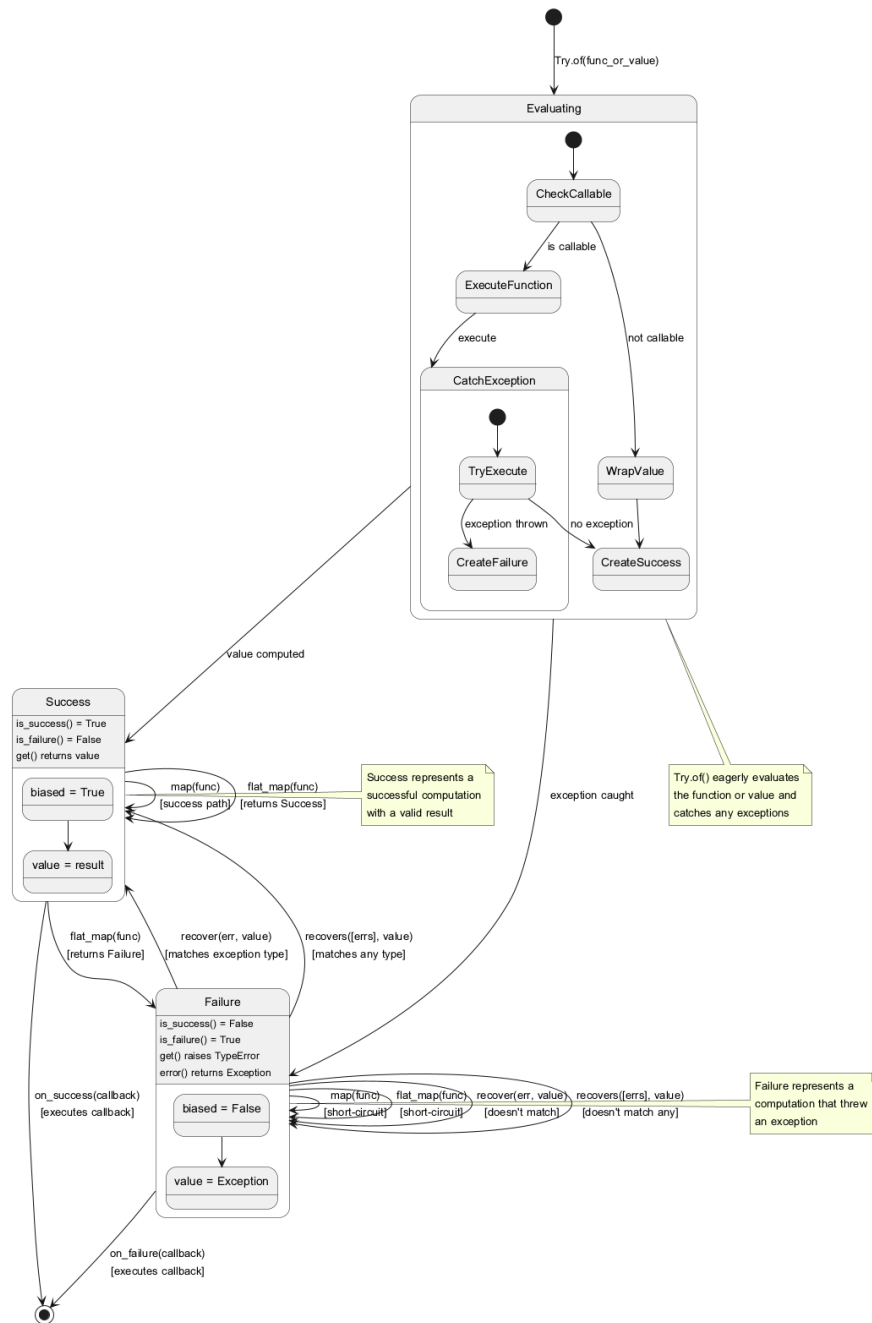 Try.of(func_or_value)
Evaluating
CheckCallable
is callable
ExecuteFunction
execute
not callable
CatchException
TryExecute
WrapValue
exception thrown
no exception
CreateFailure
CreateSuccess
value computed
Success
is_success() = True
is_failure() = False
get() returns value
biased = True
value = result
map(func)
[success path]
flat_map(func)
[returns Success]
Success represents a
successful computation
with a valid result
exception caught
Try.of() eagerly evaluates
the function or value and
catches any exceptions
flat_map(func)
[returns Failure]
recover(err, value)
[matches exception type]
recovers([errs], value)
[matches any type]
Failure
is_success() = False
is_failure() = True
get() raises TypeError
error() returns Exception
biased = False
value = Exception
map(func)
[short-circuit]
flat_map(func)
[short-circuit]
recover(err, value)
[doesn't match]
recovers([errs], value)
[doesn't match any]
Failure represents a
computation that threw
an exception
on_success(callback)
[executes callback]
on_failure(callback)
[executes callback]